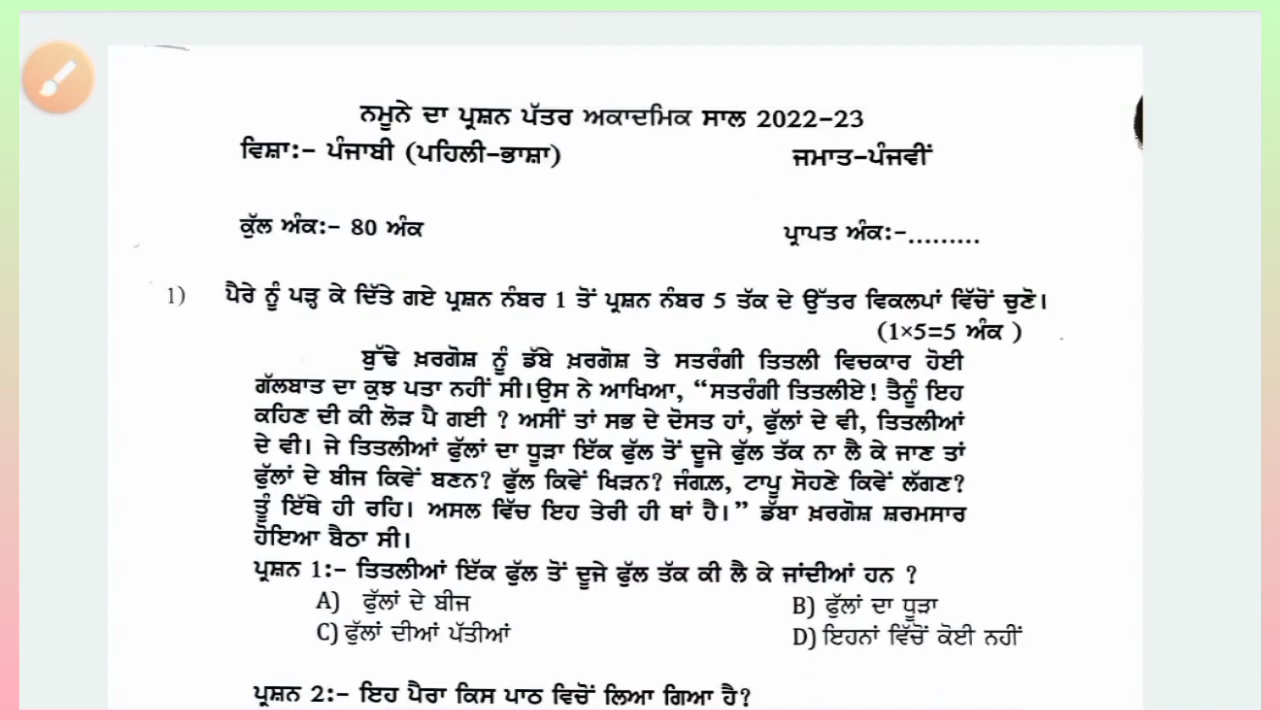 ਨਮੂਨੇ ਦਾ ਪ੍ਰਸ਼ਨ ਪੱਤਰ ਅਕਾਦਮਿਕ ਸਾਲ 2022-23
ਵਿਸ਼ਾ:- ਪੰਜਾਬੀ (ਪਹਿਲੀ-ਭਾਸ਼ਾ) ਜਮਾਤ-ਪੰਜਵੀਂ
ਕੁੱਲ ਅੰਕ:- 80 ਅੰਕ ਪ੍ਰਾਪਤ ਅੰਕ:-.........
1) ਪੈਰੇ ਨੂੰ ਪੜ੍ਹ ਕੇ ਦਿੱਤੇ ਗਏ ਪ੍ਰਸ਼ਨ ਨੰਬਰ 1 ਤੋਂ ਪ੍ਰਸ਼ਨ ਨੰਬਰ 5 ਤੱਕ ਦੇ ਉੱਤਰ ਵਿਕਲਪਾਂ ਵਿੱਚੋਂ ਚੁਣੋ।
(1×5=5 ਅੰਕ )
ਬੁੱਢੇ ਖ਼ਰਗੋਸ਼ ਨੂੰ ਡੱਬੇ ਖ਼ਰਗੋਸ਼ ਤੇ ਸਤਰੰਗੀ ਤਿਤਲੀ ਵਿਚਕਾਰ ਹੋਈ
ਗੱਲਬਾਤ ਦਾ ਕੁਝ ਪਤਾ ਨਹੀਂ ਸੀ।ਉਸ ਨੇ ਆਖਿਆ, “ਸਤਰੰਗੀ ਤਿਤਲੀਏ! ਤੈਨੂੰ ਇਹ
ਕਹਿਣ ਦੀ ਕੀ ਲੋੜ ਪੈ ਗਈ ? ਅਸੀਂ ਤਾਂ ਸਭ ਦੇ ਦੋਸਤ ਹਾਂ, ਫੁੱਲਾਂ ਦੇ ਵੀ, ਤਿਤਲੀਆਂ
ਦੇ ਵੀ। ਜੇ ਤਿਤਲੀਆਂ ਫੁੱਲਾਂ ਦਾ ਧੂੜਾ ਇੱਕ ਫੁੱਲ ਤੋਂ ਦੂਜੇ ਫੁੱਲ ਤੱਕ ਨਾ ਲੈ ਕੇ ਜਾਣ ਤਾਂ
ਫੁੱਲਾਂ ਦੇ ਬੀਜ ਕਿਵੇਂ ਬਣਨ? ਫੁੱਲ ਕਿਵੇਂ ਖਿੜਨ? ਜੰਗਲ, ਟਾਪੂ ਸੋਹਣੇ ਕਿਵੇਂ ਲੱਗਣ?
ਤੂੰ ਇੱਥੇ ਹੀ ਰਹਿ। ਅਸਲ ਵਿੱਚ ਇਹ ਤੇਰੀ ਹੀ ਥਾਂ ਹੈ।” ਡੱਬਾ ਖ਼ਰਗੋਸ਼ ਸ਼ਰਮਸਾਰ
ਹੋਇਆ ਬੈਠਾ ਸੀ।
ਪ੍ਰਸ਼ਨ 1:- ਤਿਤਲੀਆਂ ਇੱਕ ਫੁੱਲ ਤੋਂ ਦੂਜੇ ਫੁੱਲ ਤੱਕ ਕੀ ਲੈ ਕੇ ਜਾਂਦੀਆਂ ਹਨ ?
A) ਫੁੱਲਾਂ ਦੇ ਬੀਜ B) ਫੁੱਲਾਂ ਦਾ ਧੂੜਾ
C) ਫੁੱਲਾਂ ਦੀਆਂ ਪੱਤੀਆਂ D) ਇਹਨਾਂ ਵਿੱਚੋਂ ਕੋਈ ਨਹੀਂ
ਪ੍ਰਸ਼ਨ 2:- ਇਹ ਪੈਰਾ ਕਿਸ ਪਾਠ ਵਿਚੋਂ ਲਿਆ ਗਿਆ ਹੈ?